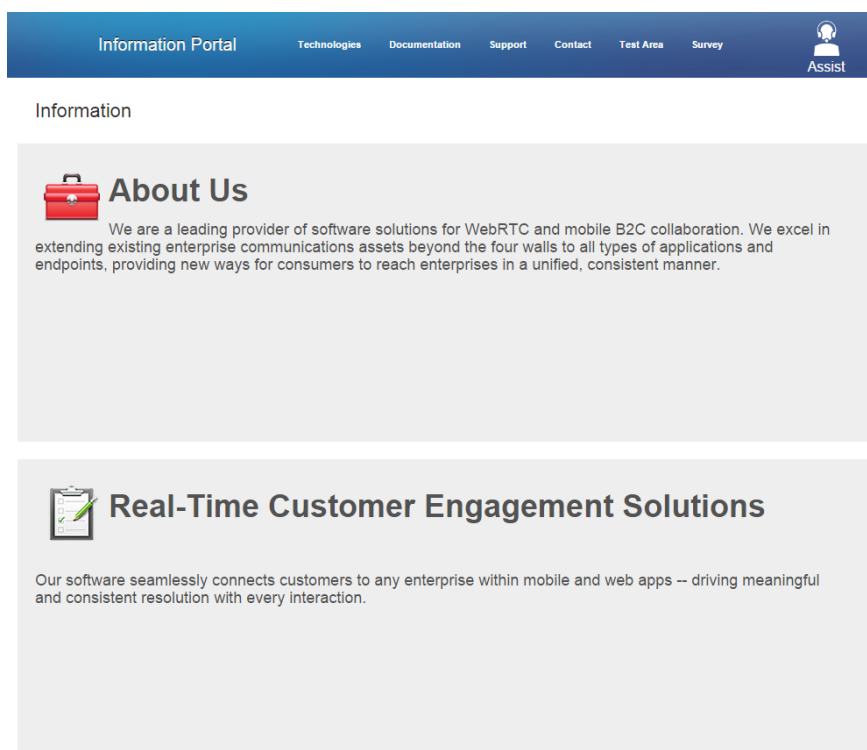 Information Portal Technologies Documentation Support Contact Test Area Survey
Assist
Information
About Us
We are a leading provider of software solutions for WebRTC and mobile B2C collaboration. We excel in
extending existing enterprise communications assets beyond the four walls to all types of applications and
endpoints, providing new ways for consumers to reach enterprises in a unified, consistent manner.
Real-Time Customer Engagement Solutions
Our software seamlessly connects customers to any enterprise within mobile and web apps -- driving meaningful
and consistent resolution with every interaction.